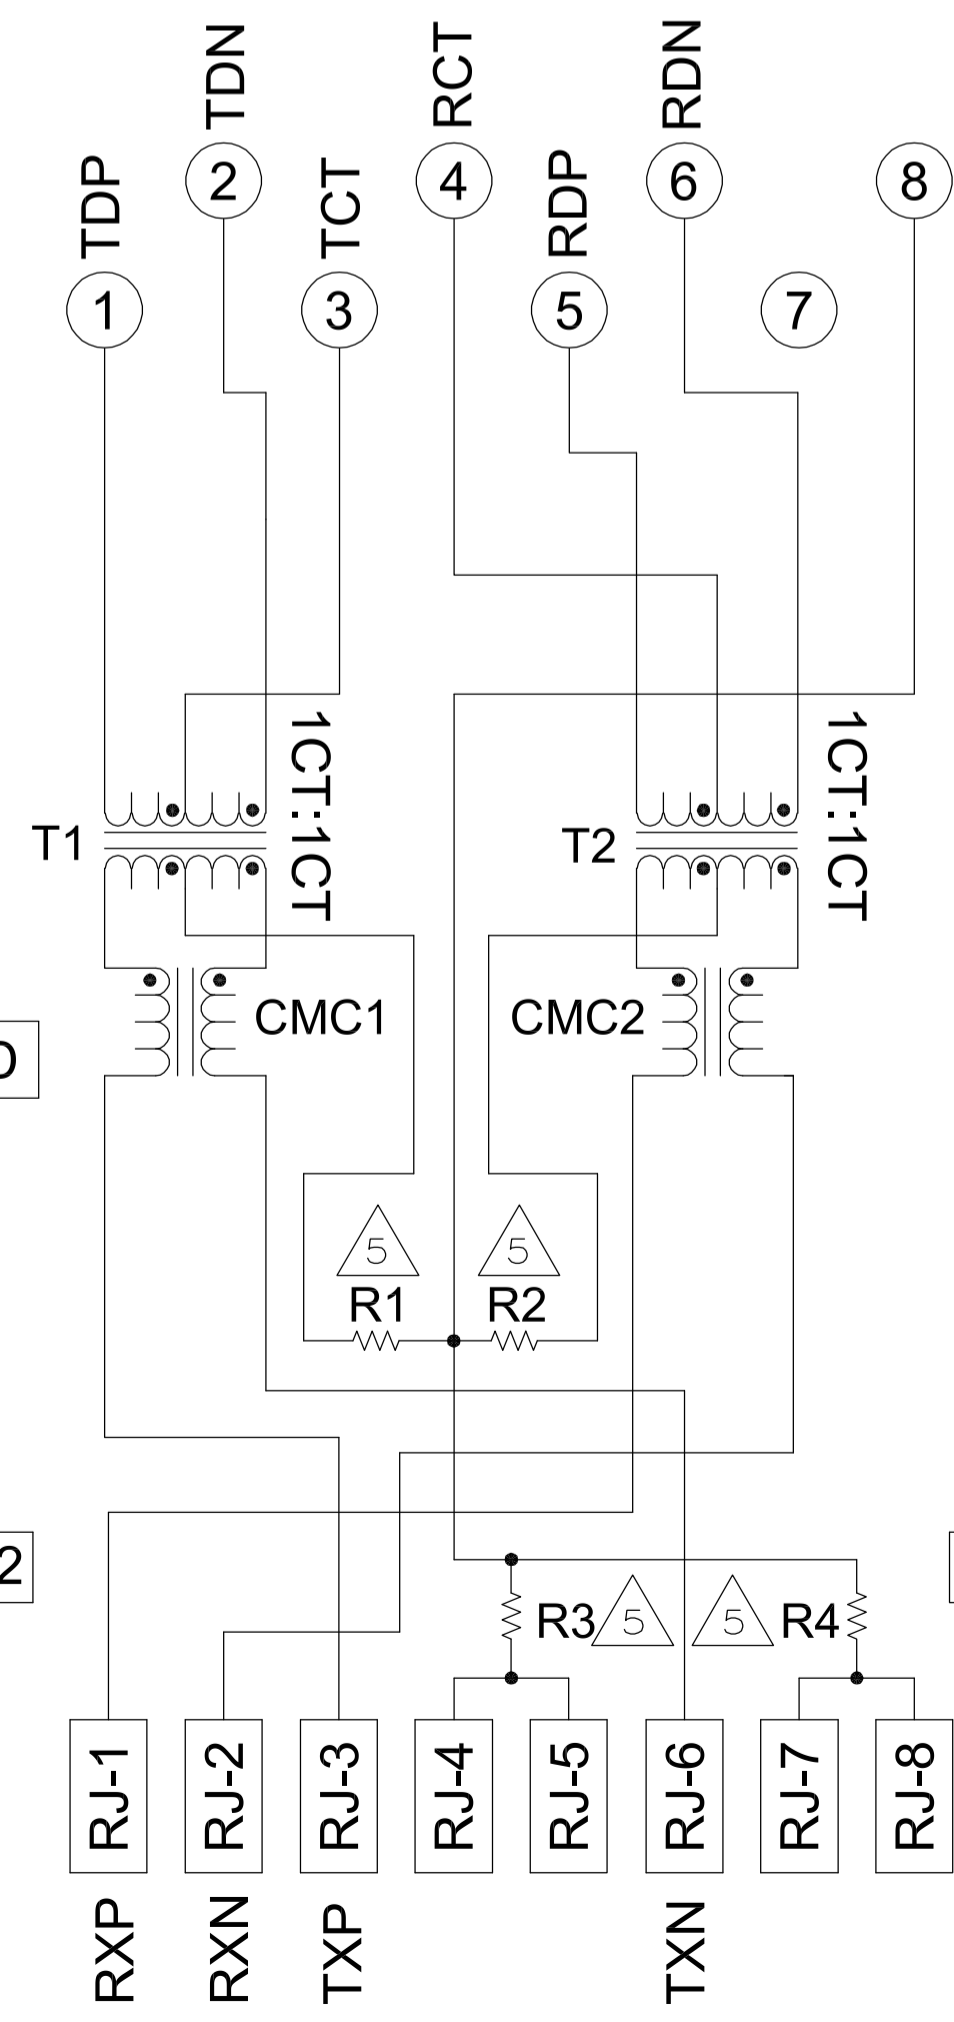 TDP
TDN
TCT
RCT
RDP
RDN
1
2
3
4
5
6
7
8
T1
1CT:1CT
T2
1CT:1CT
CMC1
CMC2
5
5
R1
R2
2
R3
5
5
R4
RJ-1
RJ-2
RJ-3
RJ-4
RJ-5
RJ-6
RJ-7
RJ-8
RXP
RXN
TXP
TXN